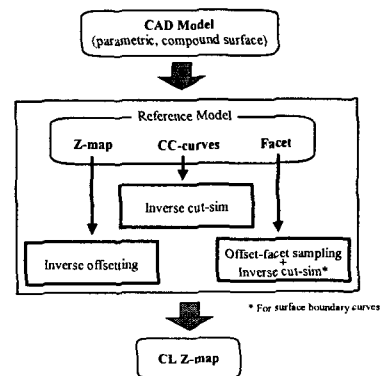 CAD Model
(parametric, compound surface)
Reference Model
Z-map CC-curves Facet
Inverse cut-sim
Inverse offsetting
Offset-facet sampling
+
Inverse cut-sim*
* For surface boundary curves
CL Z-map